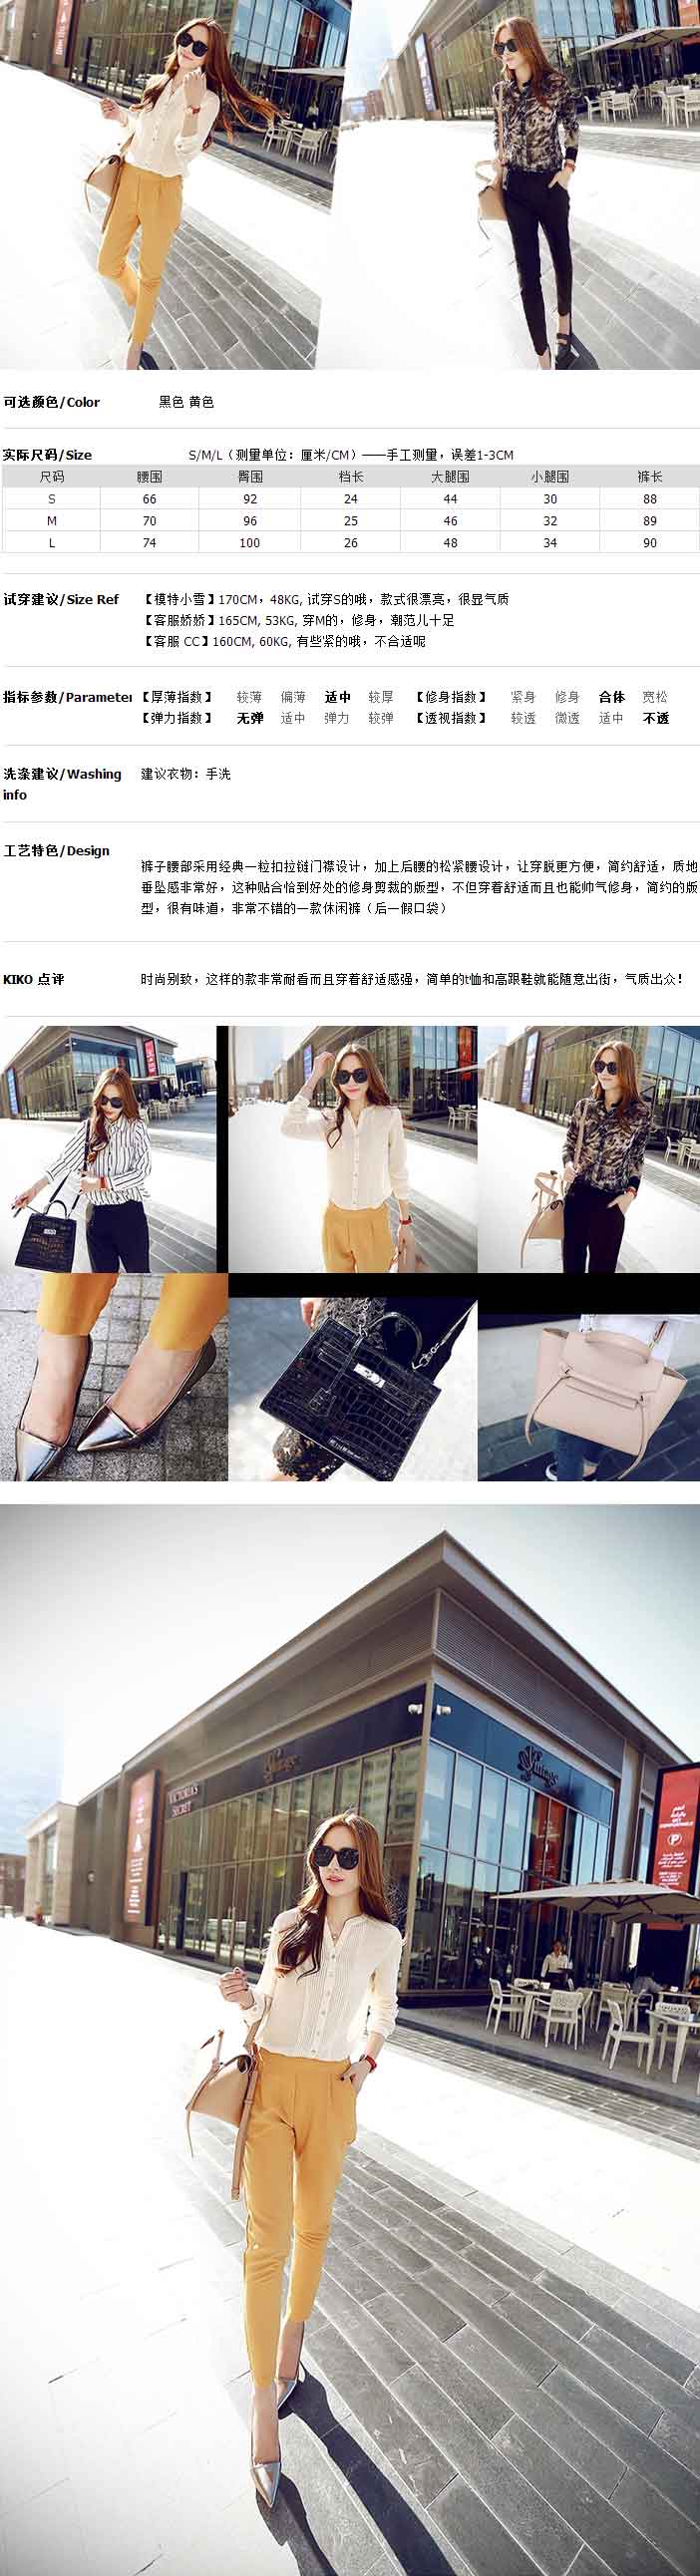 可选颜色/Color 黑色 黄色
实际尺码/Size S/M/L（测量单位：厘米/CM）——手工测量，误差1-3CM
尺码 腰围 臀围 裆长 大腿围 小腿围 裤长
S 66 92 24 44 30 88
M 70 96 25 46 32 89
L 74 100 26 48 34 90
试穿建议/Size Ref 【模特小雪】170CM，48KG, 试穿S的哦，款式很漂亮，很显气质
【客服娇娇】165CM, 53KG, 穿M的，修身，潮范儿十足
【客服 CC】160CM, 60KG, 有些紧的哦，不合适呢
指标参数/Parameter 【厚薄指数】 较薄 偏薄 适中 较厚 【修身指数】 紧身 修身 合体 宽松
【弹力指数】 无弹 适中 弹力 较弹 【透视指数】 较透 微透 适中 不透
洗涤建议/Washing info 建议衣物：手洗
工艺特色/Design
裤子腰部采用经典一粒扣拉链门襟设计，加上后腰的松紧腰设计，让穿脱更方便，简约舒适，质地
垂坠感非常好，这种贴合恰到好处的修身剪裁的版型，不但穿着舒适而且也能帅气修身，简约的版
型，很有味道，非常不错的一款休闲裤（后一假口袋）
KIKO 点评 时尚别致，这样的款非常耐看而且穿着舒适感强，简单的t恤和高跟鞋就能随意出街，气质出众！
VICTORIA'S
SECRET
P